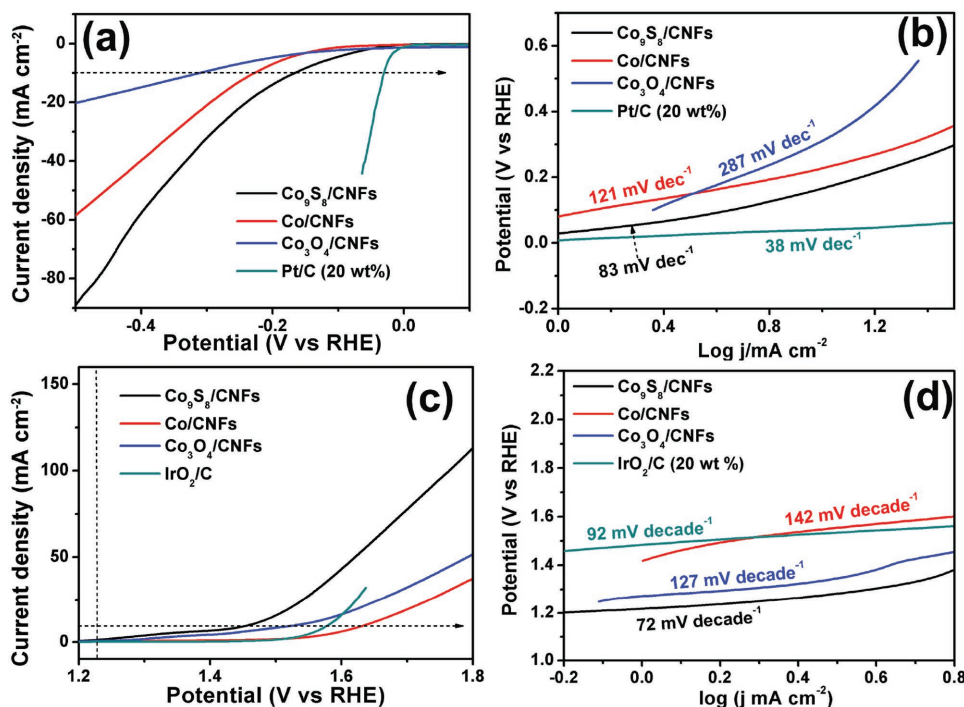 (a)
0
-20
-40
-60
-80
Current density (mA cm⁻²)
Co₉S₈/CNFs
Co/CNFs
Co₃O₄/CNFs
Pt/C (20 wt%)
-0.4
-0.2
0.0
Potential (V vs RHE)
(b)
Co₉S₈/CNFs
Co/CNFs
Co₃O₄/CNFs
Pt/C (20 wt%)
0.6
0.4
0.2
0.0
-0.2
Potential (V vs RHE)
121 mV dec⁻¹
287 mV dec⁻¹
38 mV dec⁻¹
83 mV dec⁻¹
0.0
0.4
0.8
1.2
Log j/mA cm⁻²
(c)
150
100
50
0
Current density (mA cm⁻²)
Co₉S₈/CNFs
Co/CNFs
Co₃O₄/CNFs
IrO₂/C
1.2
1.4
1.6
1.8
Potential (V vs RHE)
(d)
Co₉S₈/CNFs
Co/CNFs
Co₃O₄/CNFs
IrO₂/C (20 wt %)
2.2
2.0
1.8
1.6
1.4
1.2
1.0
Potential (V vs RHE)
92 mV decade⁻¹
142 mV decade⁻¹
127 mV decade⁻¹
72 mV decade⁻¹
-0.2
0.0
0.2
0.4
0.6
0.8
log (j mA cm⁻²)